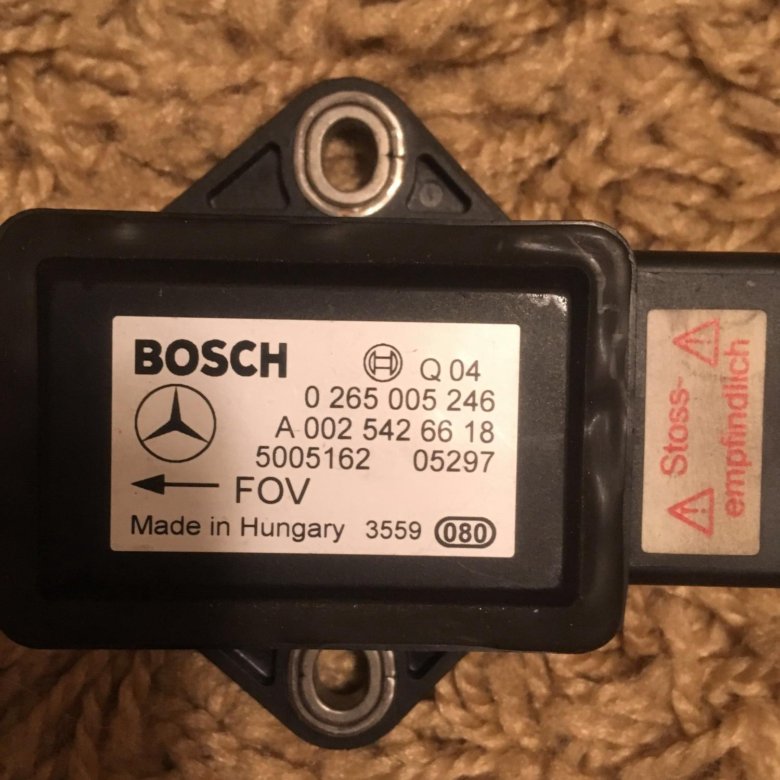 BOSCH
Q 04
0 265 005 246
A 002 542 66 18
5005162 05297
FOV
Made in Hungary 3559 080
Stoss-
empfindlich